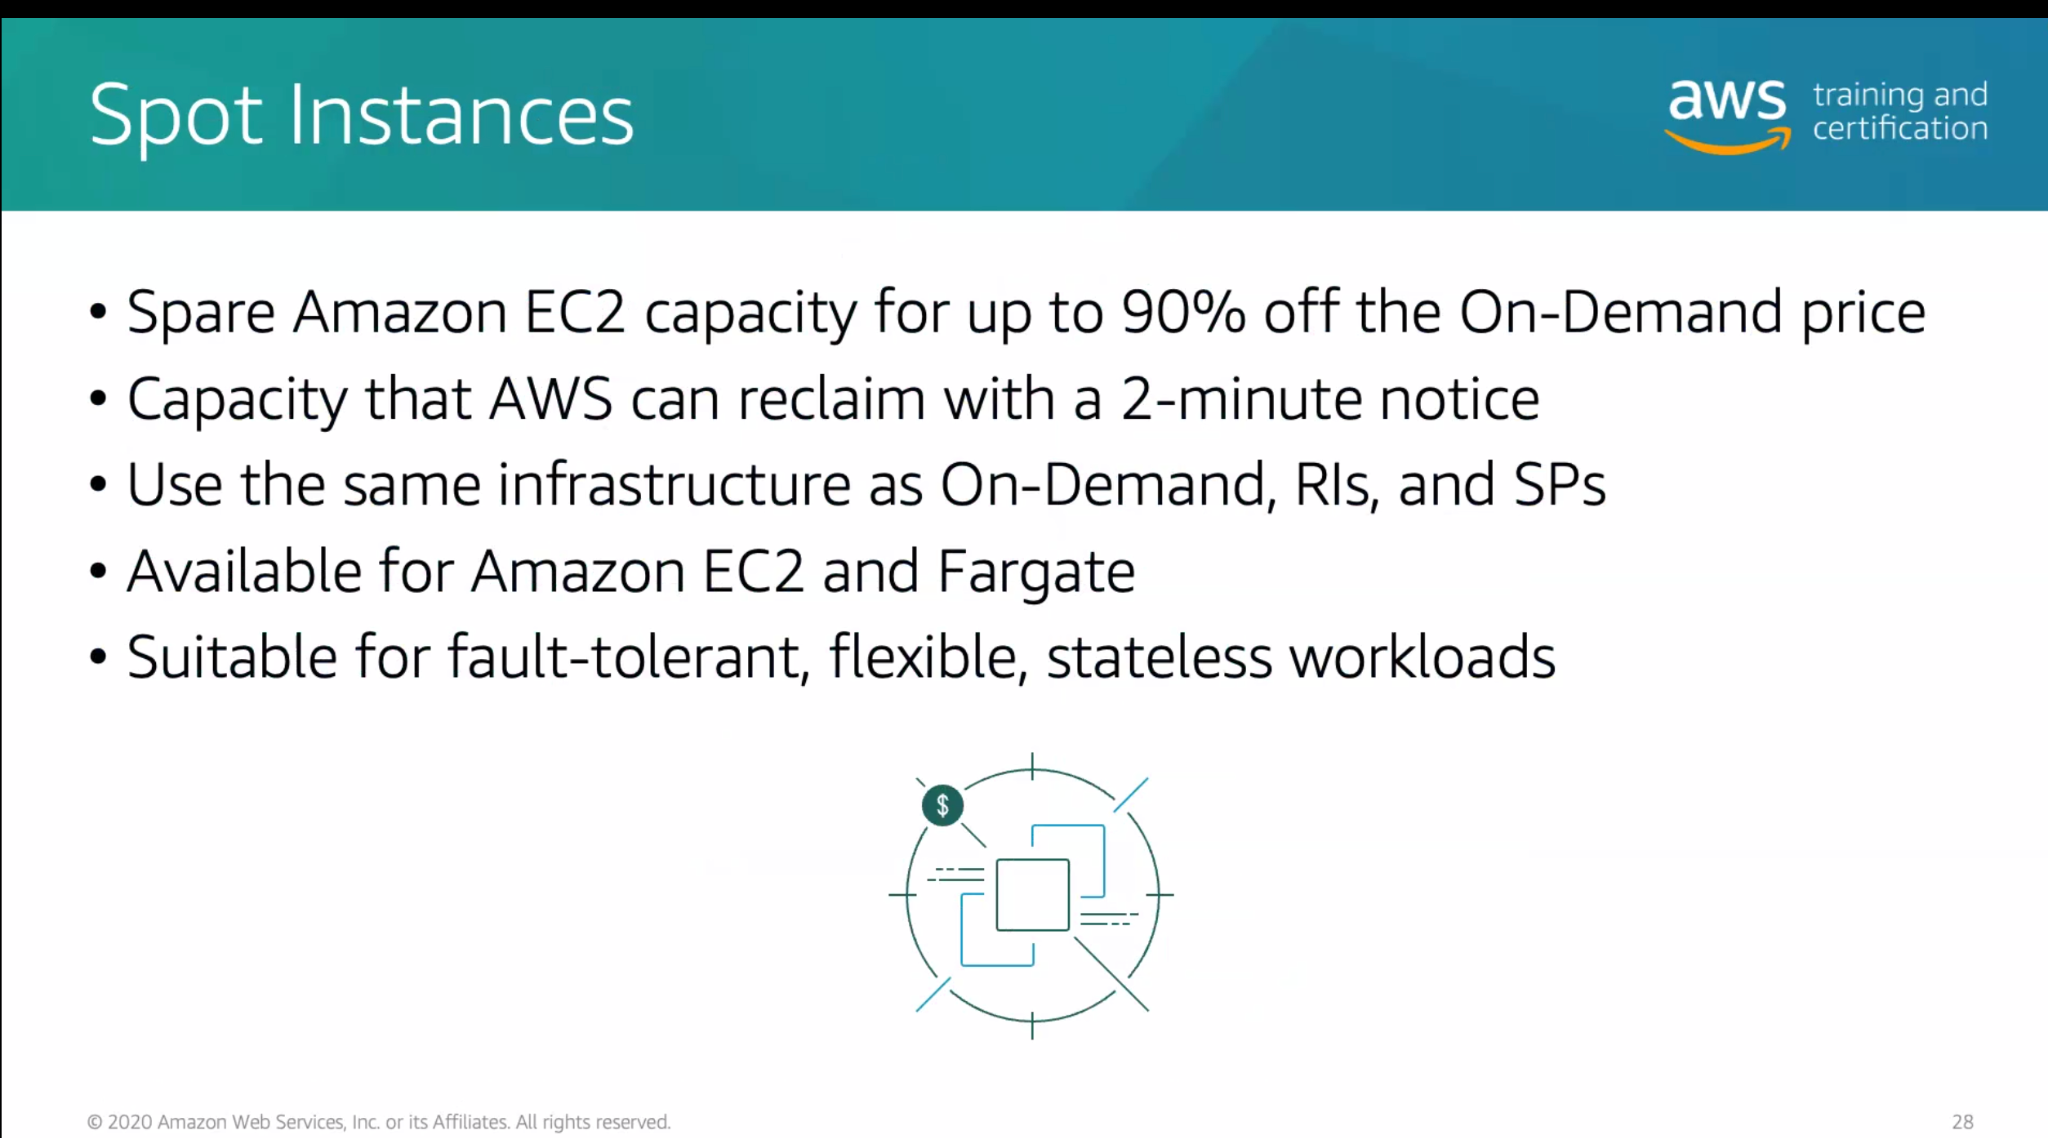 Spot Instances
aws training and
certification
• Spare Amazon EC2 capacity for up to 90% off the On-Demand price
• Capacity that AWS can reclaim with a 2-minute notice
• Use the same infrastructure as On-Demand, RIs, and SPs
• Available for Amazon EC2 and Fargate
• Suitable for fault-tolerant, flexible, stateless workloads
$
© 2020 Amazon Web Services, Inc. or its Affiliates. All rights reserved.
28